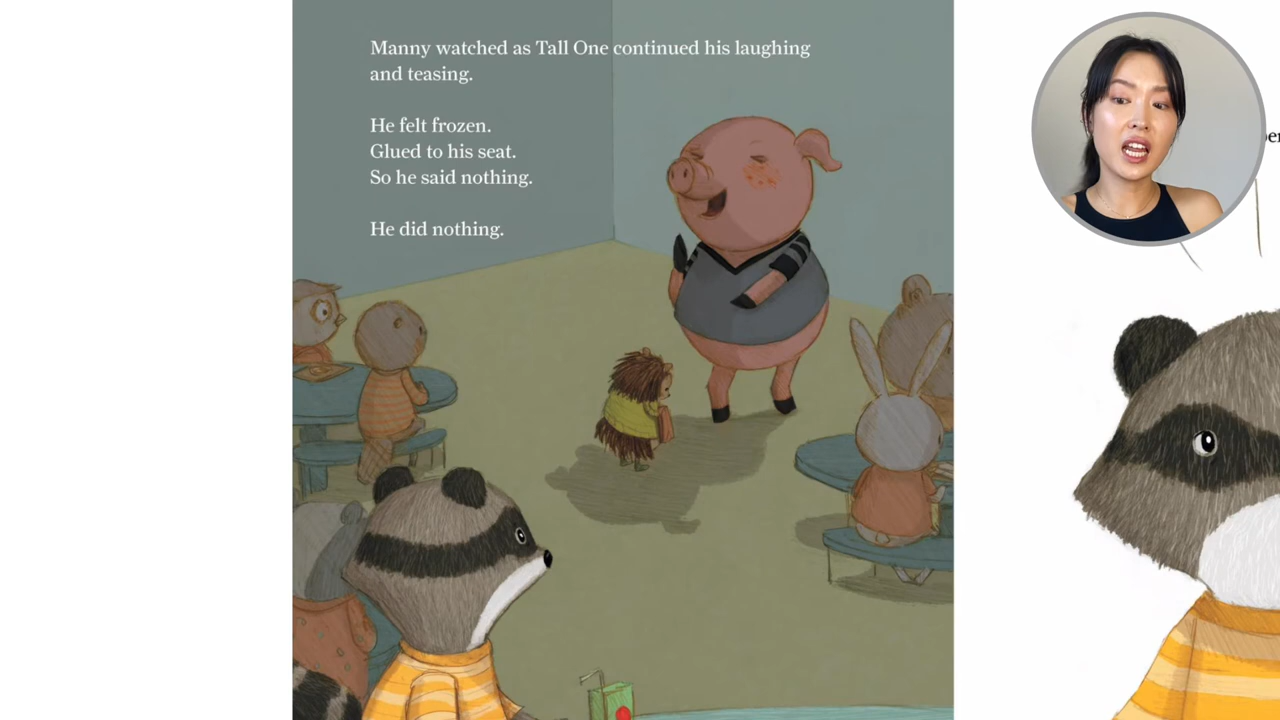 Manny watched as Tall One continued his laughing
and teasing.
He felt frozen.
Glued to his seat.
So he said nothing.
He did nothing.